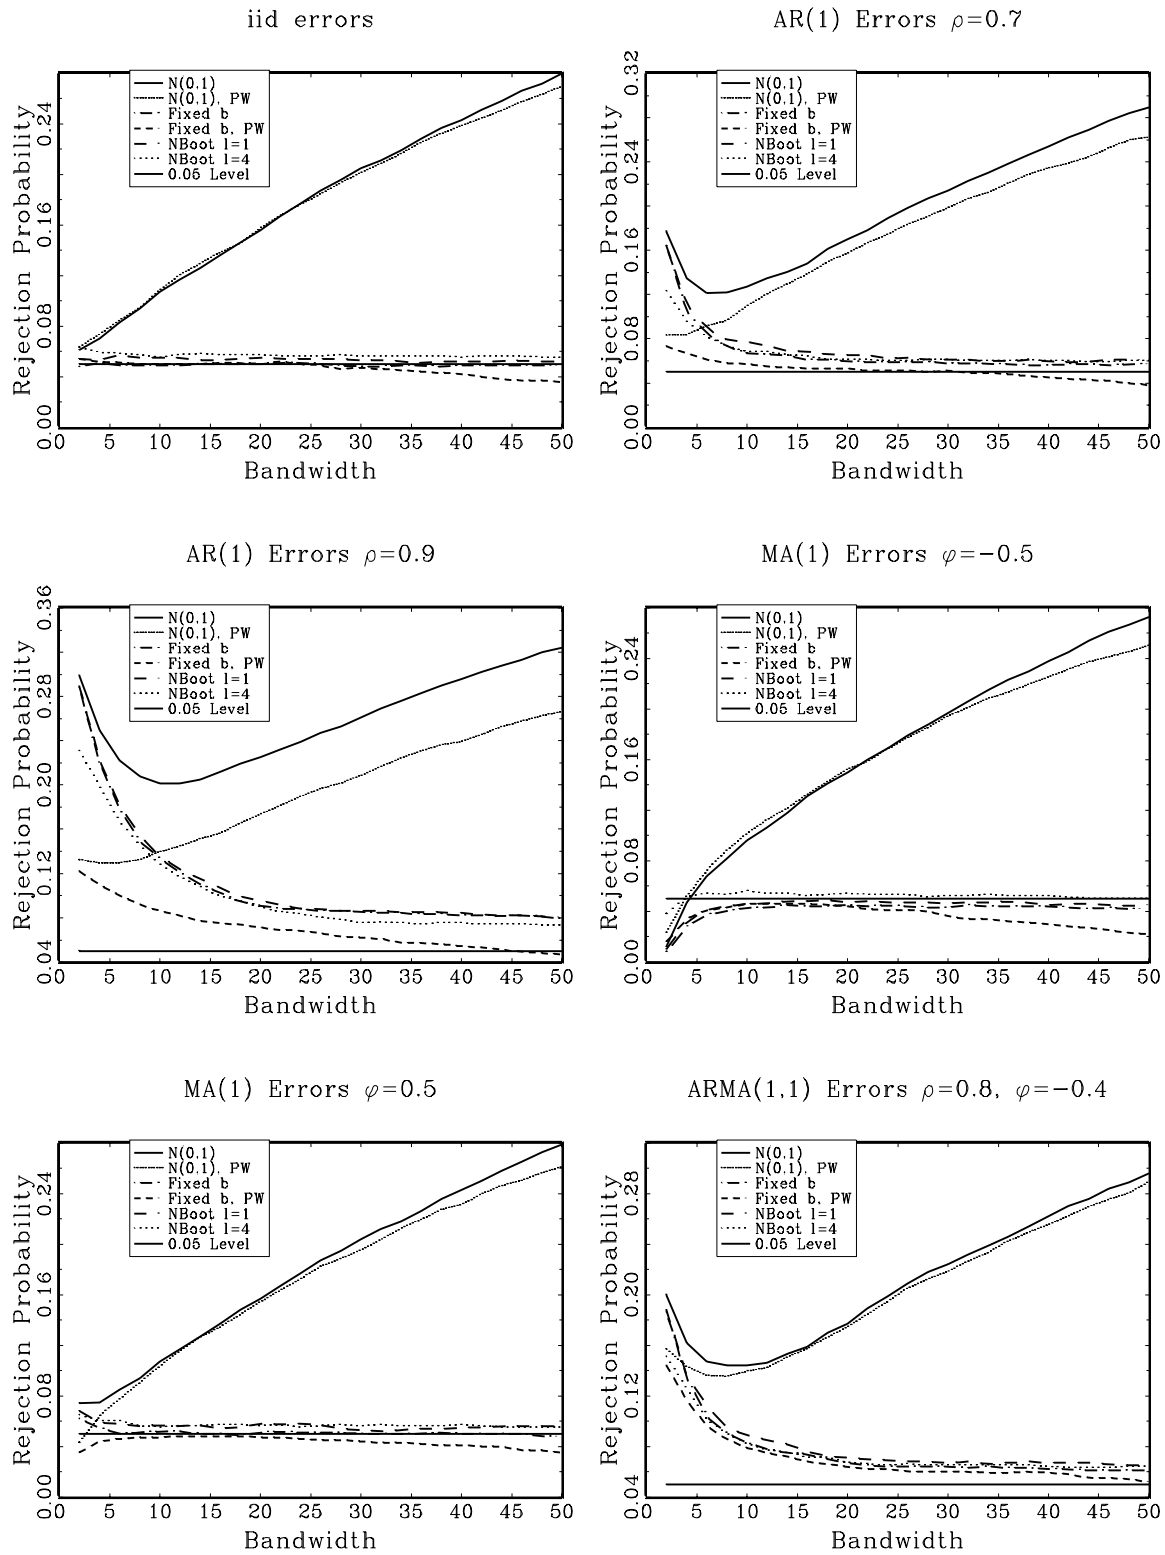 iid errors
Rejection Probability
0.00 0.08 0.16 0.24
N(0,1)
N(0,1), PW
Fixed b
Fixed b, PW
NBoot l=1
NBoot l=4
0.05 Level
0 5 10 15 20 25 30 35 40 45 50
Bandwidth
AR(1) Errors ρ=0.7
Rejection Probability
0.00 0.08 0.16 0.24 0.32
N(0,1)
N(0,1), PW
Fixed b
Fixed b, PW
NBoot l=1
NBoot l=4
0.05 Level
0 5 10 15 20 25 30 35 40 45 50
Bandwidth
AR(1) Errors ρ=0.9
Rejection Probability
0.04 0.12 0.20 0.28 0.36
N(0,1)
N(0,1), PW
Fixed b
Fixed b, PW
NBoot l=1
NBoot l=4
0.05 Level
0 5 10 15 20 25 30 35 40 45 50
Bandwidth
MA(1) Errors φ=−0.5
Rejection Probability
0.00 0.08 0.16 0.24
N(0,1)
N(0,1), PW
Fixed b
Fixed b, PW
NBoot l=1
NBoot l=4
0.05 Level
0 5 10 15 20 25 30 35 40 45 50
Bandwidth
MA(1) Errors φ=0.5
Rejection Probability
0.00 0.08 0.16 0.24
N(0,1)
N(0,1), PW
Fixed b
Fixed b, PW
NBoot l=1
NBoot l=4
0.05 Level
0 5 10 15 20 25 30 35 40 45 50
Bandwidth
ARMA(1,1) Errors ρ=0.8, φ=−0.4
Rejection Probability
0.04 0.12 0.20 0.28
N(0,1)
N(0,1), PW
Fixed b
Fixed b, PW
NBoot l=1
NBoot l=4
0.05 Level
0 5 10 15 20 25 30 35 40 45 50
Bandwidth